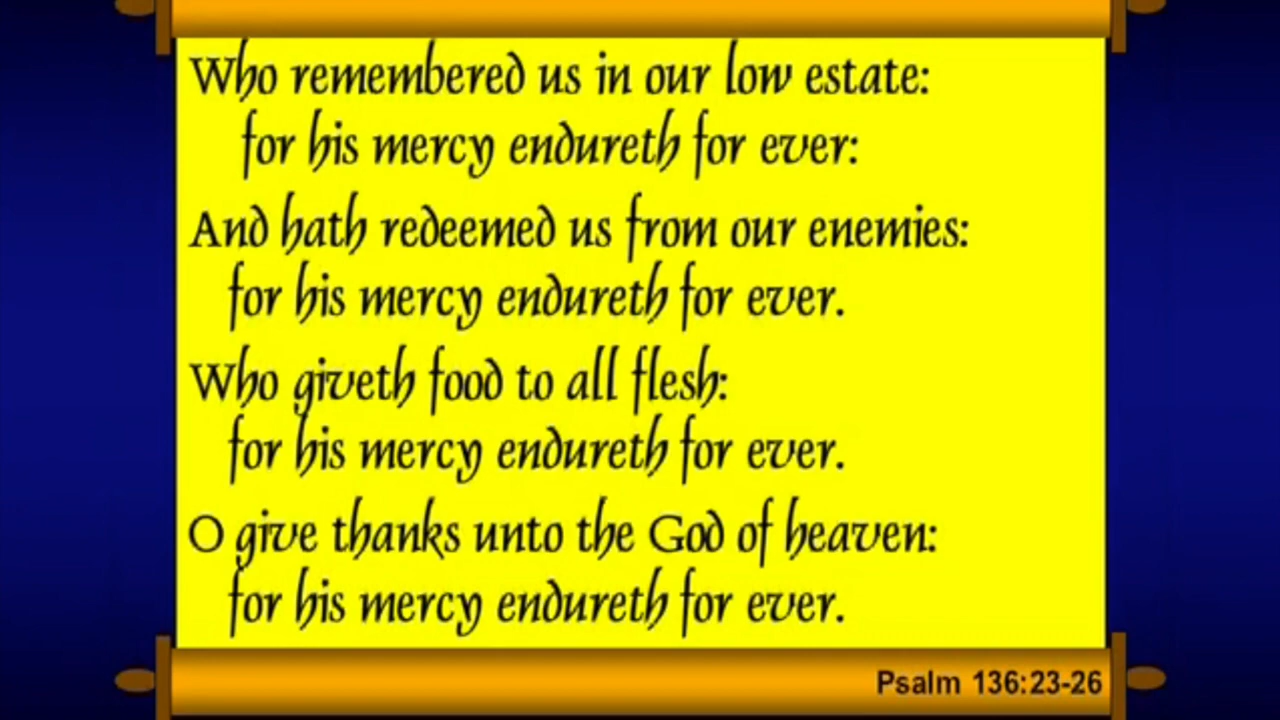 Who remembered us in our low estate:
for his mercy endureth for ever:
And hath redeemed us from our enemies:
for his mercy endureth for ever.
Who giveth food to all flesh:
for his mercy endureth for ever.
O give thanks unto the God of heaven:
for his mercy endureth for ever.
Psalm 136:23-26